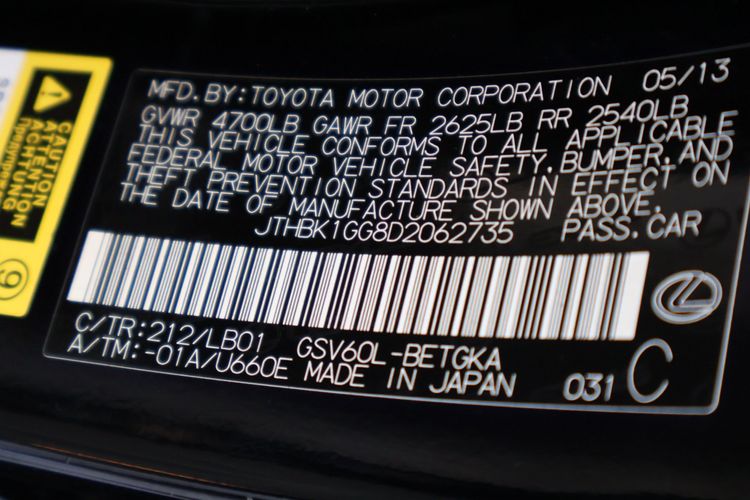 MFD.BY:TOYOTA MOTOR CORPORATION 05/13
GVWR 4700LB GAWR FR 2625LB RR 2540LB
THIS VEHICLE CONFORMS TO ALL APPLICABLE
FEDERAL MOTOR VEHICLE SAFETY,BUMPER,AND
THEFT PREVENTION STANDARDS IN EFFECT ON
THE DATE OF MANUFACTURE SHOWN ABOVE.
JTHBK1GG8D2062735 PASS.CAR
C/TR:212/LB01 GSV60L-BETGKA
A/TM:-01A/U660E MADE IN JAPAN 031 C
CAUTION
ATTENTION
ACHTUNG
9